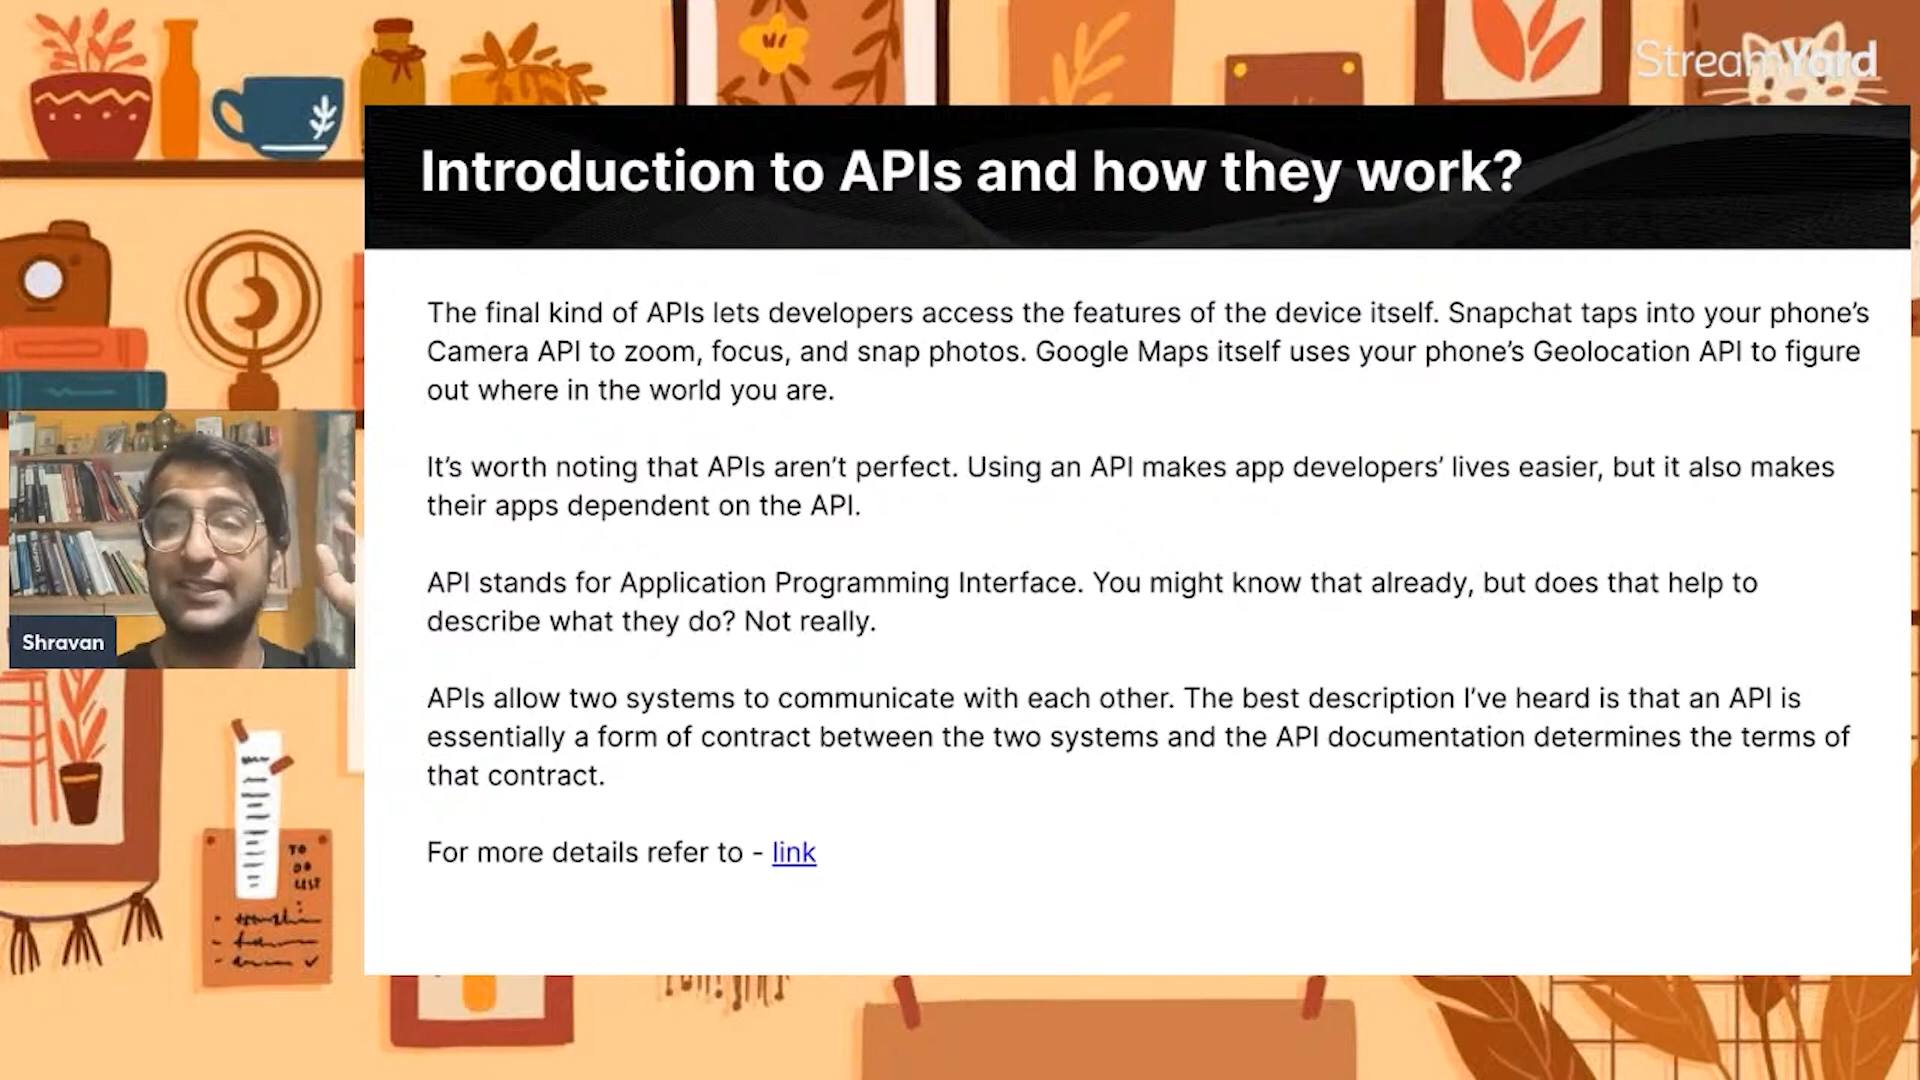 StreamYard
Introduction to APIs and how they work?
The final kind of APIs lets developers access the features of the device itself. Snapchat taps into your phone’s
Camera API to zoom, focus, and snap photos. Google Maps itself uses your phone’s Geolocation API to figure
out where in the world you are.
It’s worth noting that APIs aren’t perfect. Using an API makes app developers’ lives easier, but it also makes
their apps dependent on the API.
API stands for Application Programming Interface. You might know that already, but does that help to
describe what they do? Not really.
APIs allow two systems to communicate with each other. The best description I’ve heard is that an API is
essentially a form of contract between the two systems and the API documentation determines the terms of
that contract.
For more details refer to - link
Shravan
TO
DO
LIST